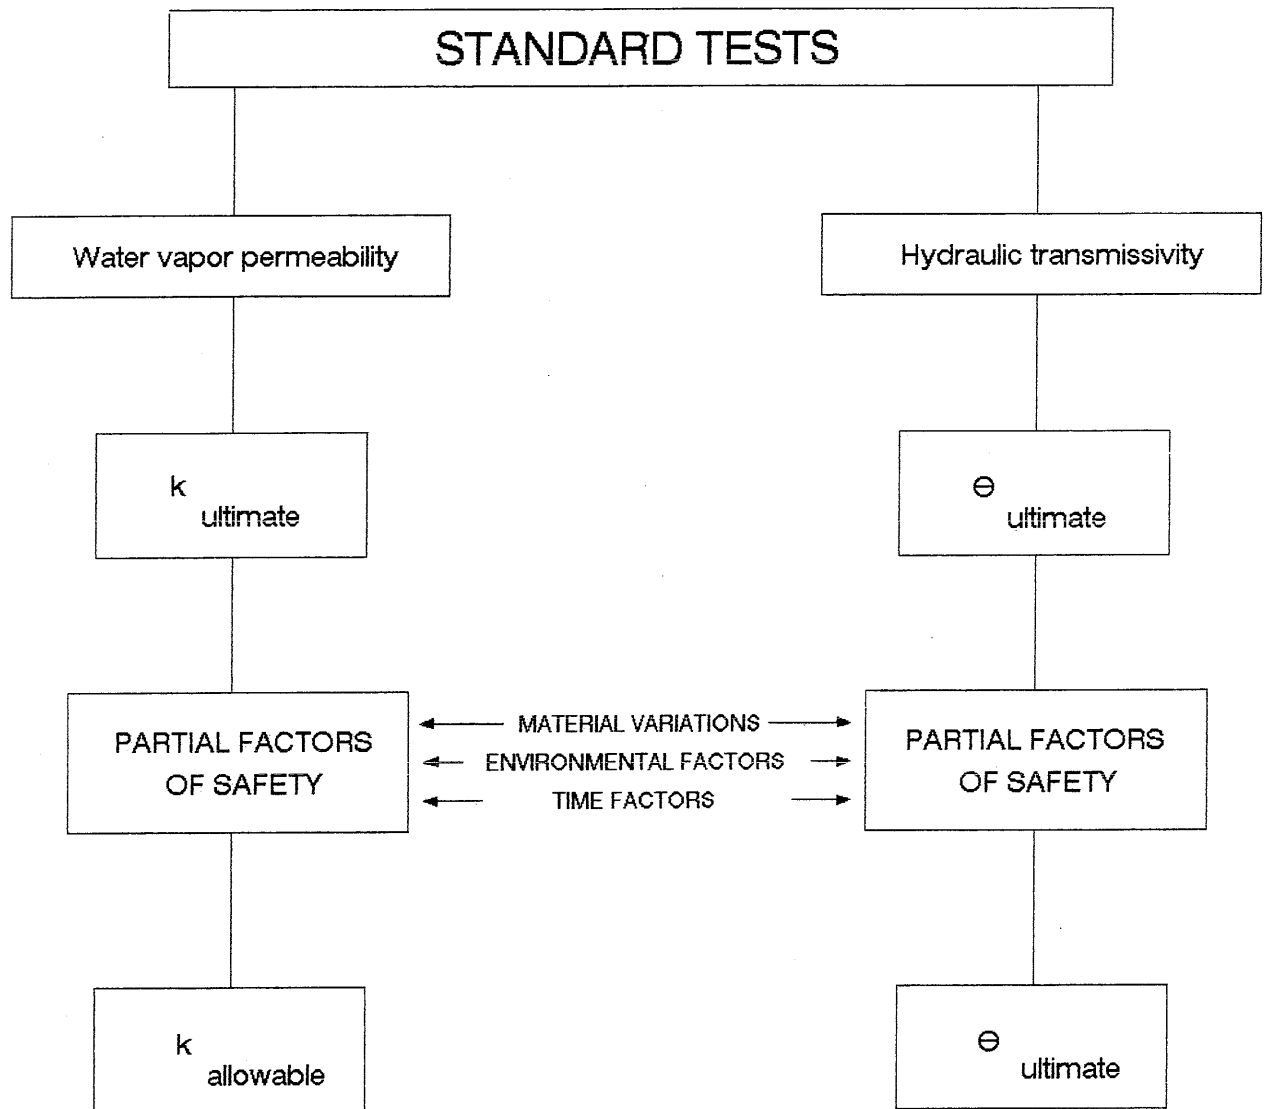 STANDARD TESTS
Water vapor permeability
Hydraulic transmissivity
k
ultimate
Θ
ultimate
PARTIAL FACTORS
OF SAFETY
MATERIAL VARIATIONS
ENVIRONMENTAL FACTORS
TIME FACTORS
PARTIAL FACTORS
OF SAFETY
k
allowable
Θ
ultimate